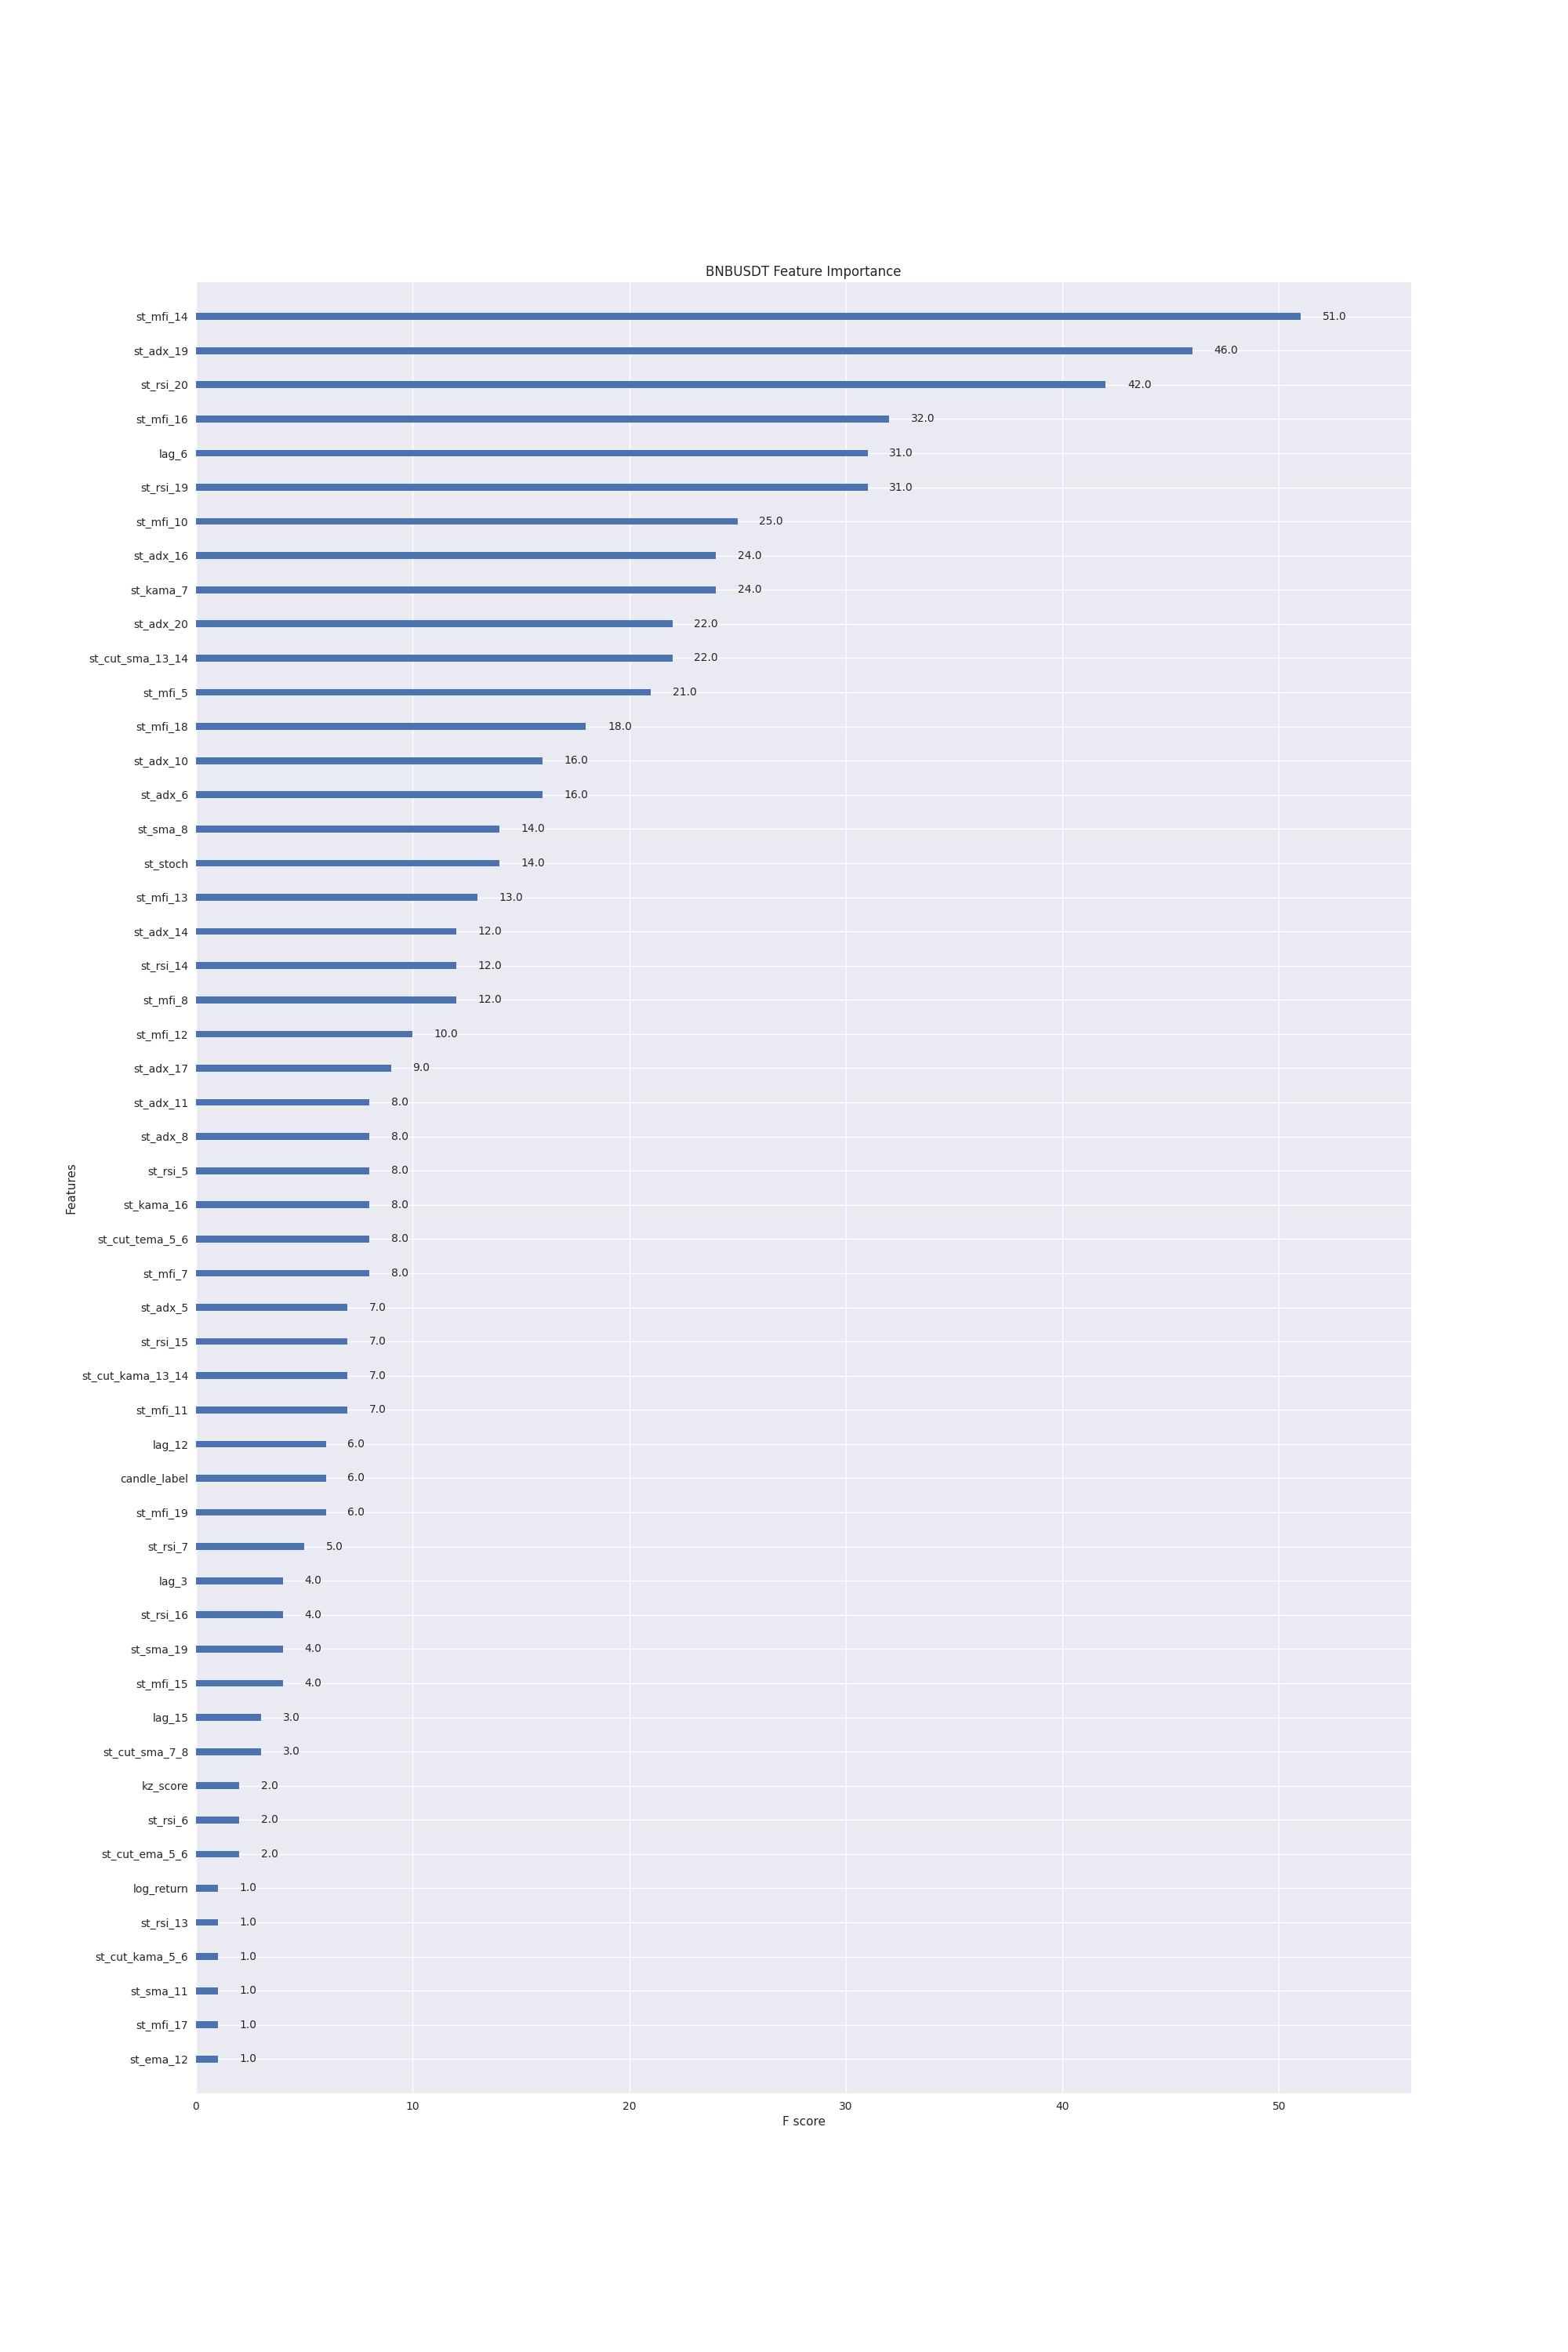 BNBUSDT Feature Importance
st_mfi_14 51.0
st_adx_19 46.0
st_rsi_20 42.0
st_mfi_16 32.0
lag_6 31.0
st_rsi_19 31.0
st_mfi_10 25.0
st_adx_16 24.0
st_kama_7 24.0
st_adx_20 22.0
st_cut_sma_13_14 22.0
st_mfi_5 21.0
st_mfi_18 18.0
st_adx_10 16.0
st_adx_6 16.0
st_sma_8 14.0
st_stoch 14.0
st_mfi_13 13.0
st_adx_14 12.0
st_rsi_14 12.0
st_mfi_8 12.0
st_mfi_12 10.0
st_adx_17 9.0
st_adx_11 8.0
st_adx_8 8.0
st_rsi_5 8.0
Features
st_kama_16 8.0
st_cut_tema_5_6 8.0
st_mfi_7 8.0
st_adx_5 7.0
st_rsi_15 7.0
st_cut_kama_13_14 7.0
st_mfi_11 7.0
lag_12 6.0
candle_label 6.0
st_mfi_19 6.0
st_rsi_7 5.0
lag_3 4.0
st_rsi_16 4.0
st_sma_19 4.0
st_mfi_15 4.0
lag_15 3.0
st_cut_sma_7_8 3.0
kz_score 2.0
st_rsi_6 2.0
st_cut_ema_5_6 2.0
log_return 1.0
st_rsi_13 1.0
st_cut_kama_5_6 1.0
st_sma_11 1.0
st_mfi_17 1.0
st_ema_12 1.0
0 10 20 30 40 50
F score